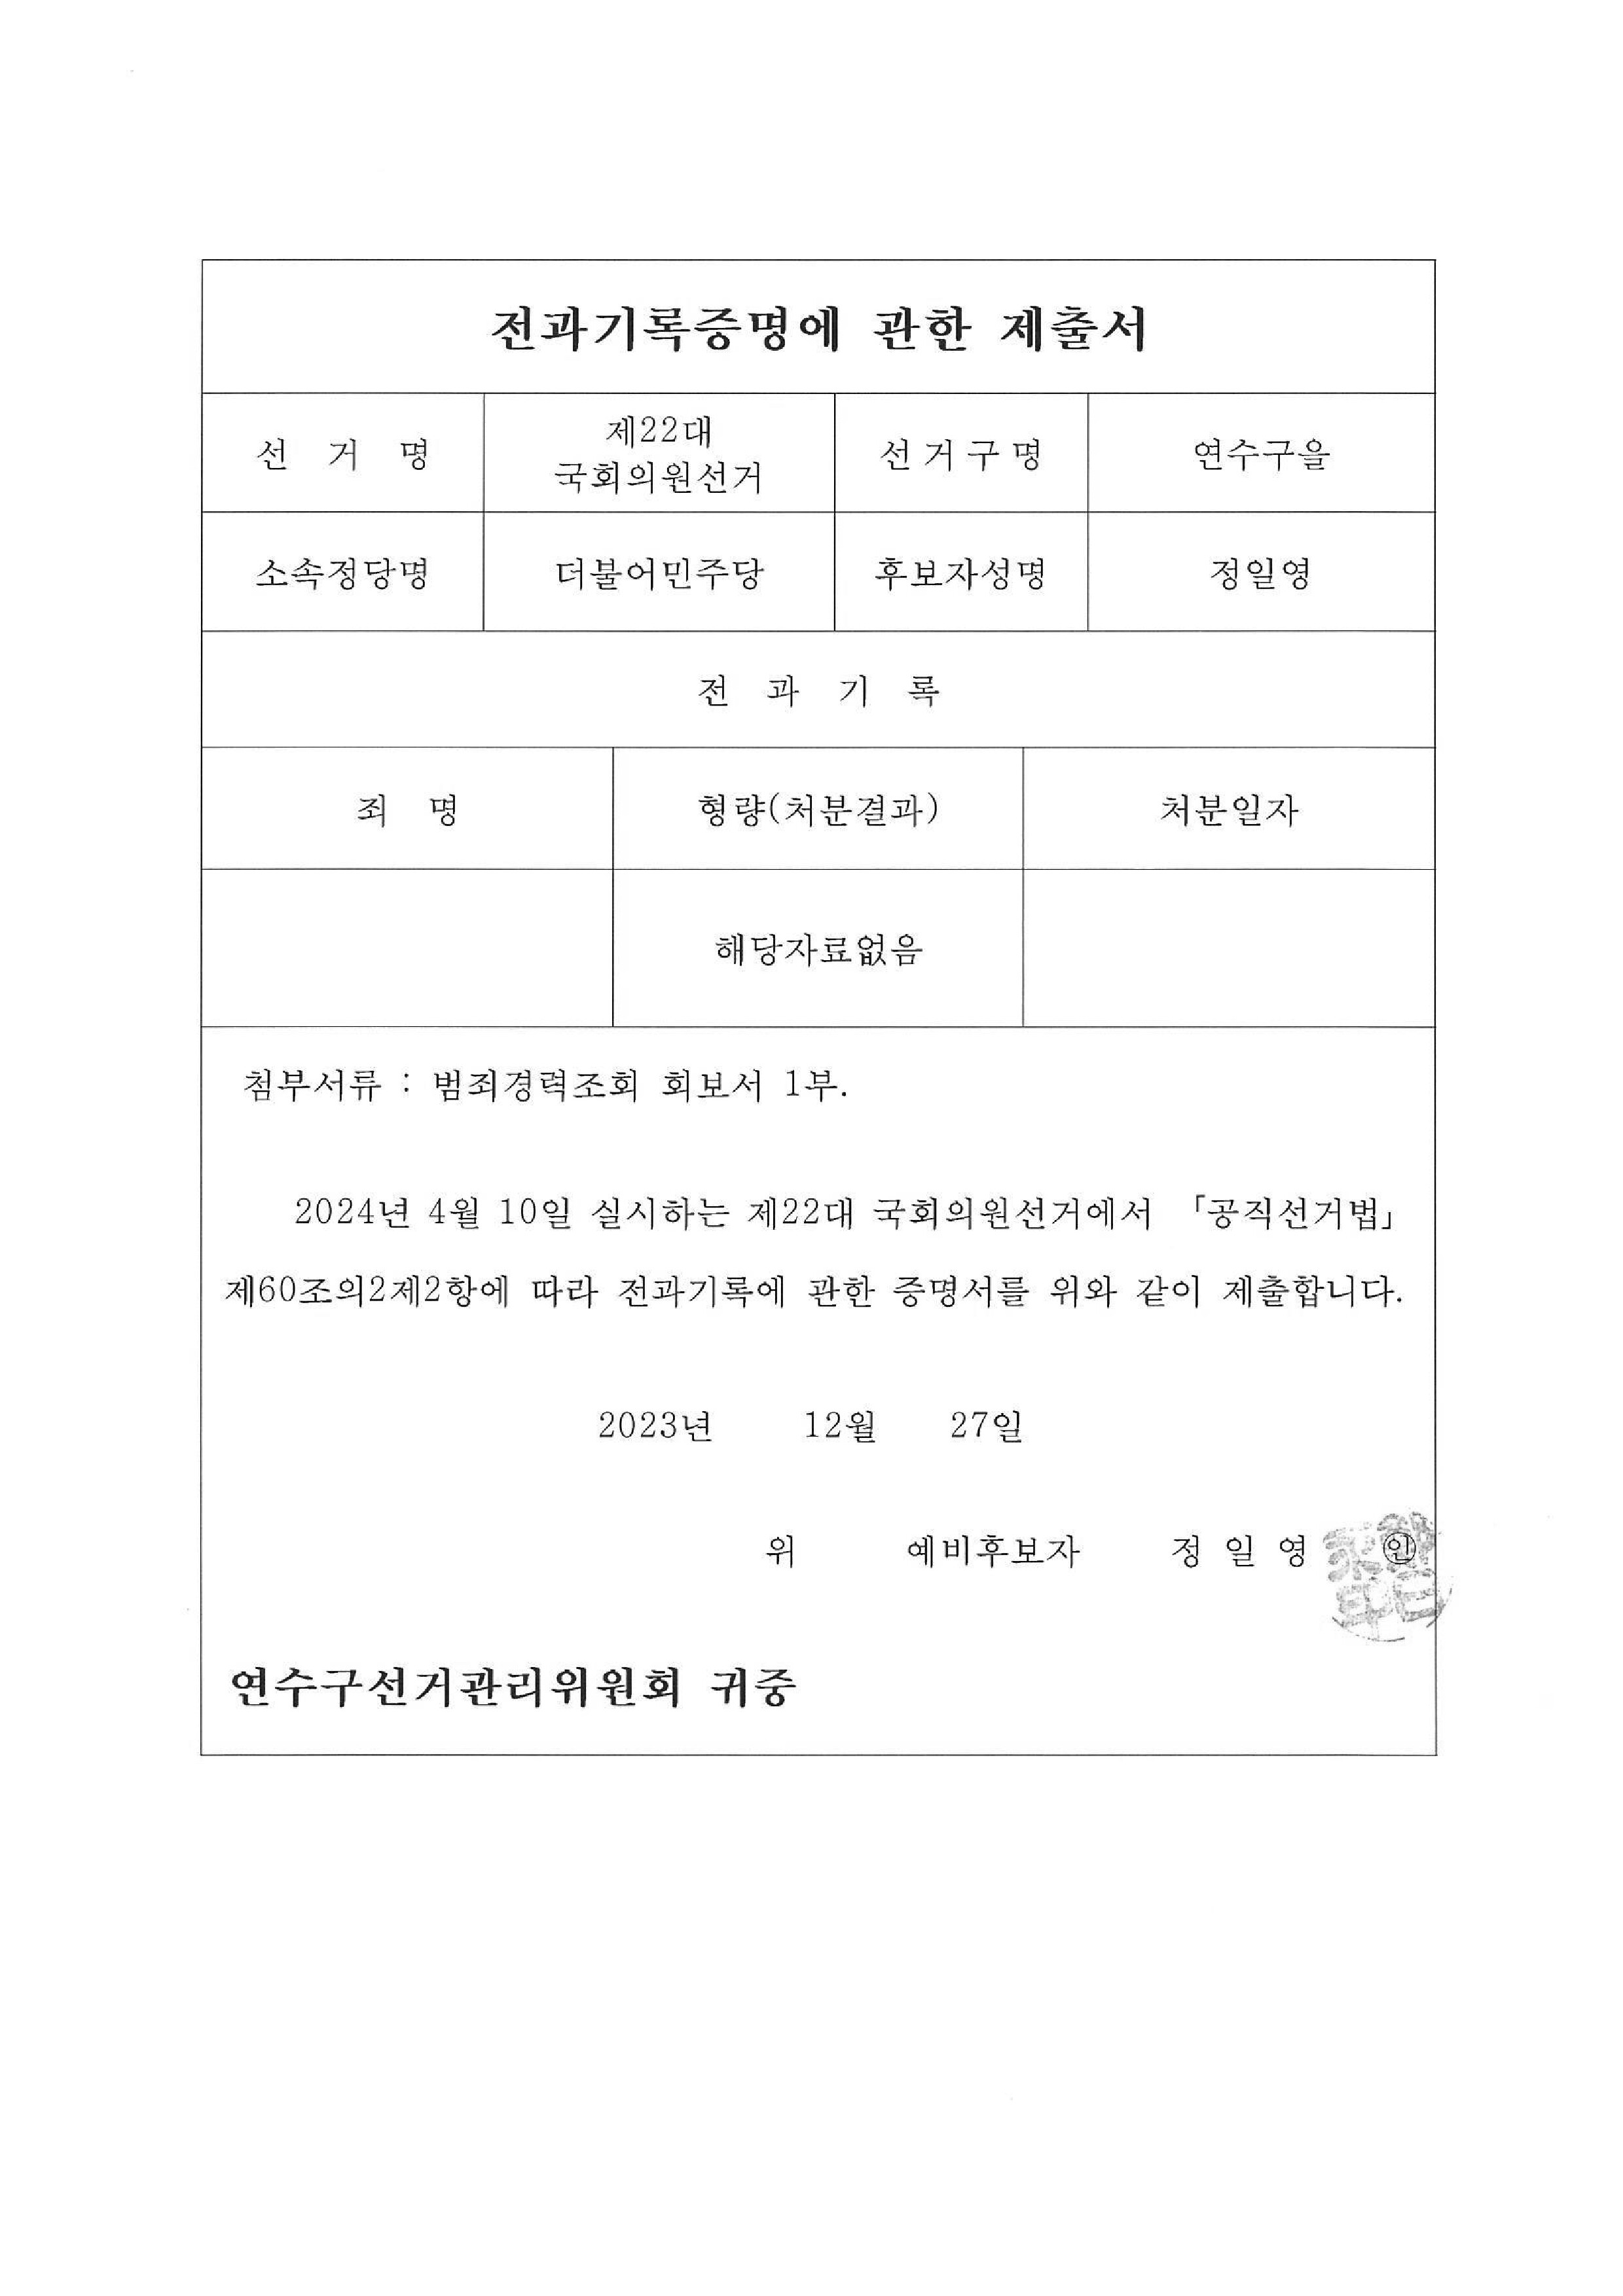 전과기록증명에 관한 제출서
선 거 명 제22대 국회의원선거 선거구명 연수구을
소속정당명 더불어민주당 후보자성명 정일영
전 과 기 록
죄 명 형량(처분결과) 처분일자
해당자료없음
첨부서류 : 범죄경력조회 회보서 1부.
2024년 4월 10일 실시하는 제22대 국회의원선거에서 「공직선거법」
제60조의2제2항에 따라 전과기록에 관한 증명서를 위와 같이 제출합니다.
2023년 12월 27일
위 예비후보자 정 일 영 ㊞
연수구선거관리위원회 귀중